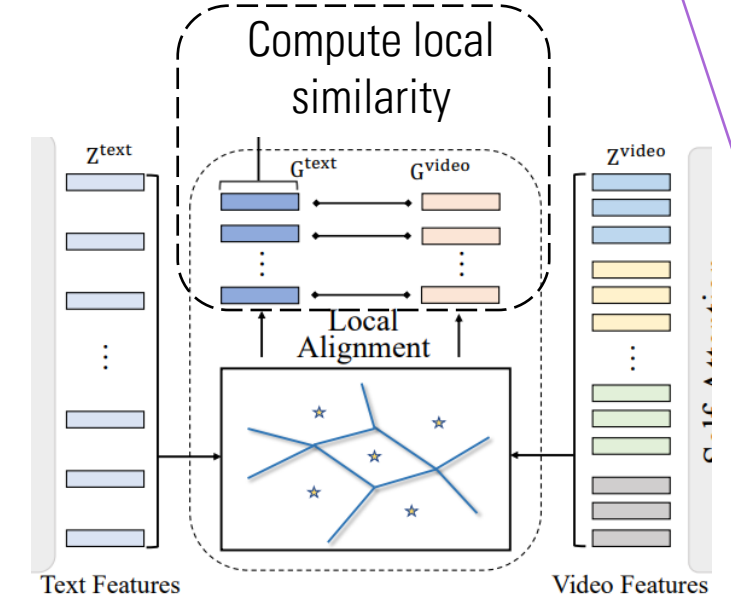 Compute local
similarity
Z^text
G^text
G^video
Z^video
Local
Alignment
Text Features
Video Features